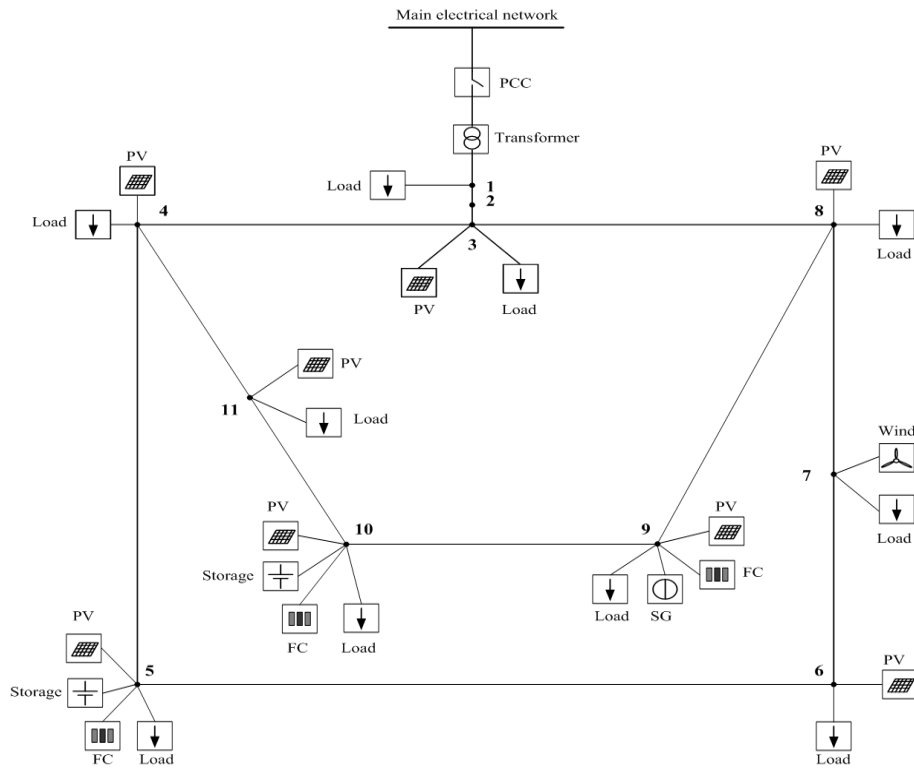 Main electrical network
PCC
Transformer
PV
Load
1
PV
2
Load
4
8
3
Load
PV
Load
PV
11
Load
Wind
7
10
9
PV
PV
Load
Storage
FC
Load
SG
FC
Load
PV
5
6
PV
Storage
FC
Load
Load